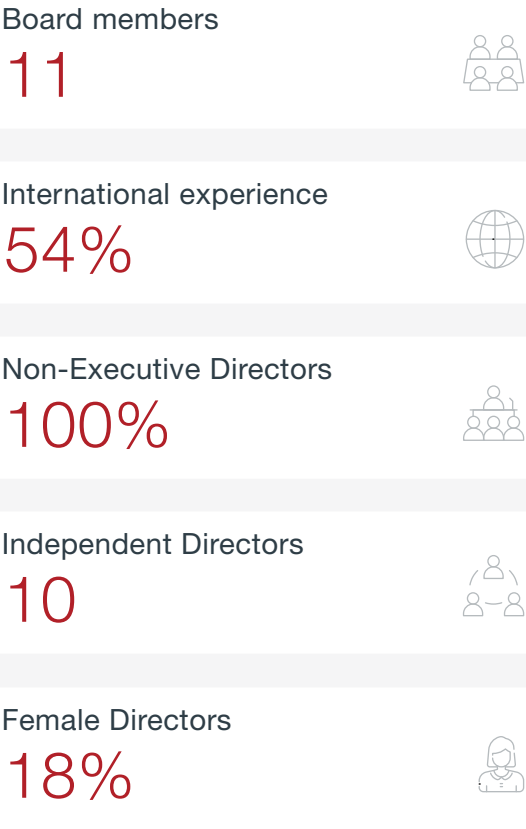 Board members
11
International experience
54%
Non-Executive Directors
100%
Independent Directors
10
Female Directors
18%